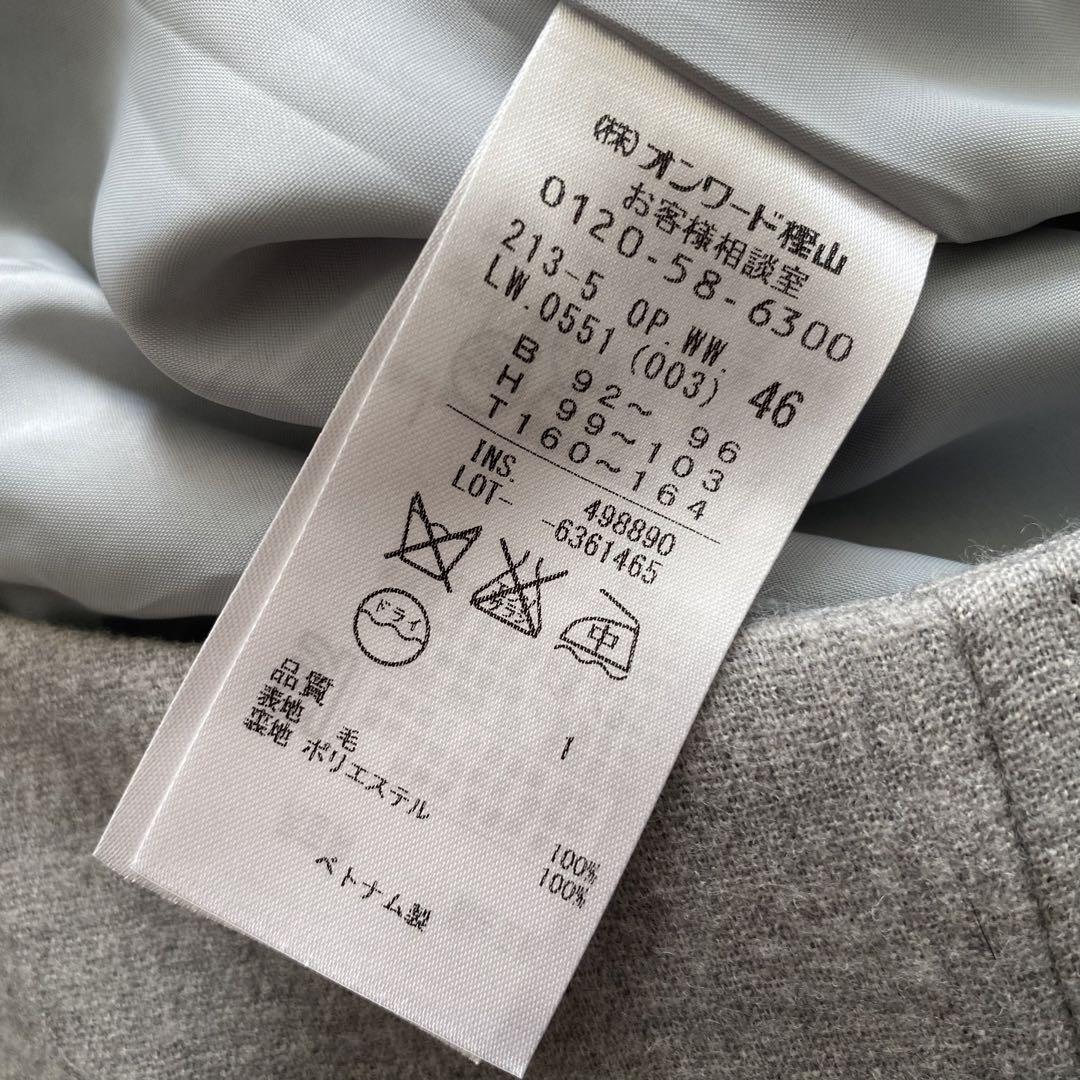 (株)オンワード樫山
お客様相談室
0120-58-6300
213-5 OP.WW.
LW.0551(003) 46
B 92〜 96
H 99〜103
T160〜164
INS. 498890
LOT- -6361465
ドライ
中
品質 1
表地 毛 100%
裏地 ポリエステル 100%
ベトナム製